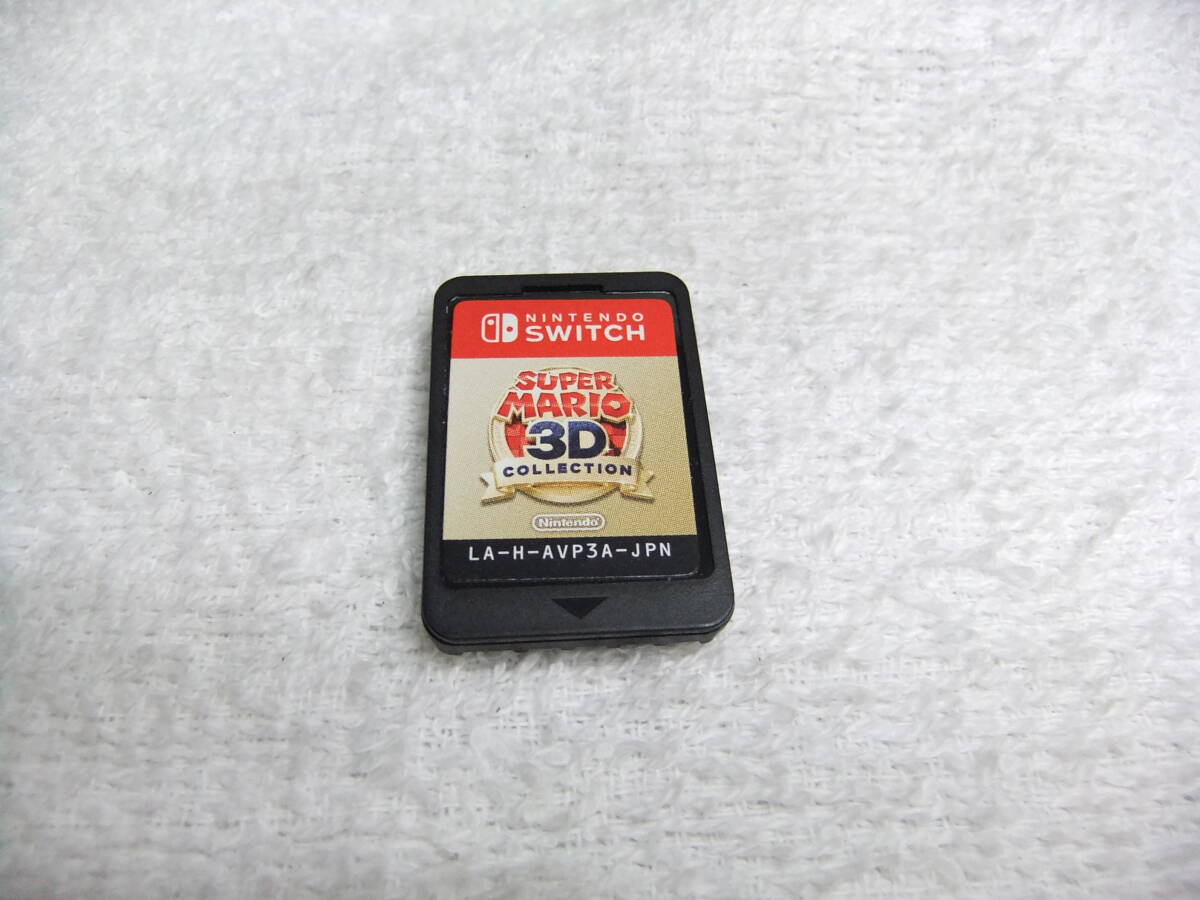 NINTENDO
SWITCH
SUPER
MARIO
3D
COLLECTION
Nintendo
LA-H-AVP3A-JPN